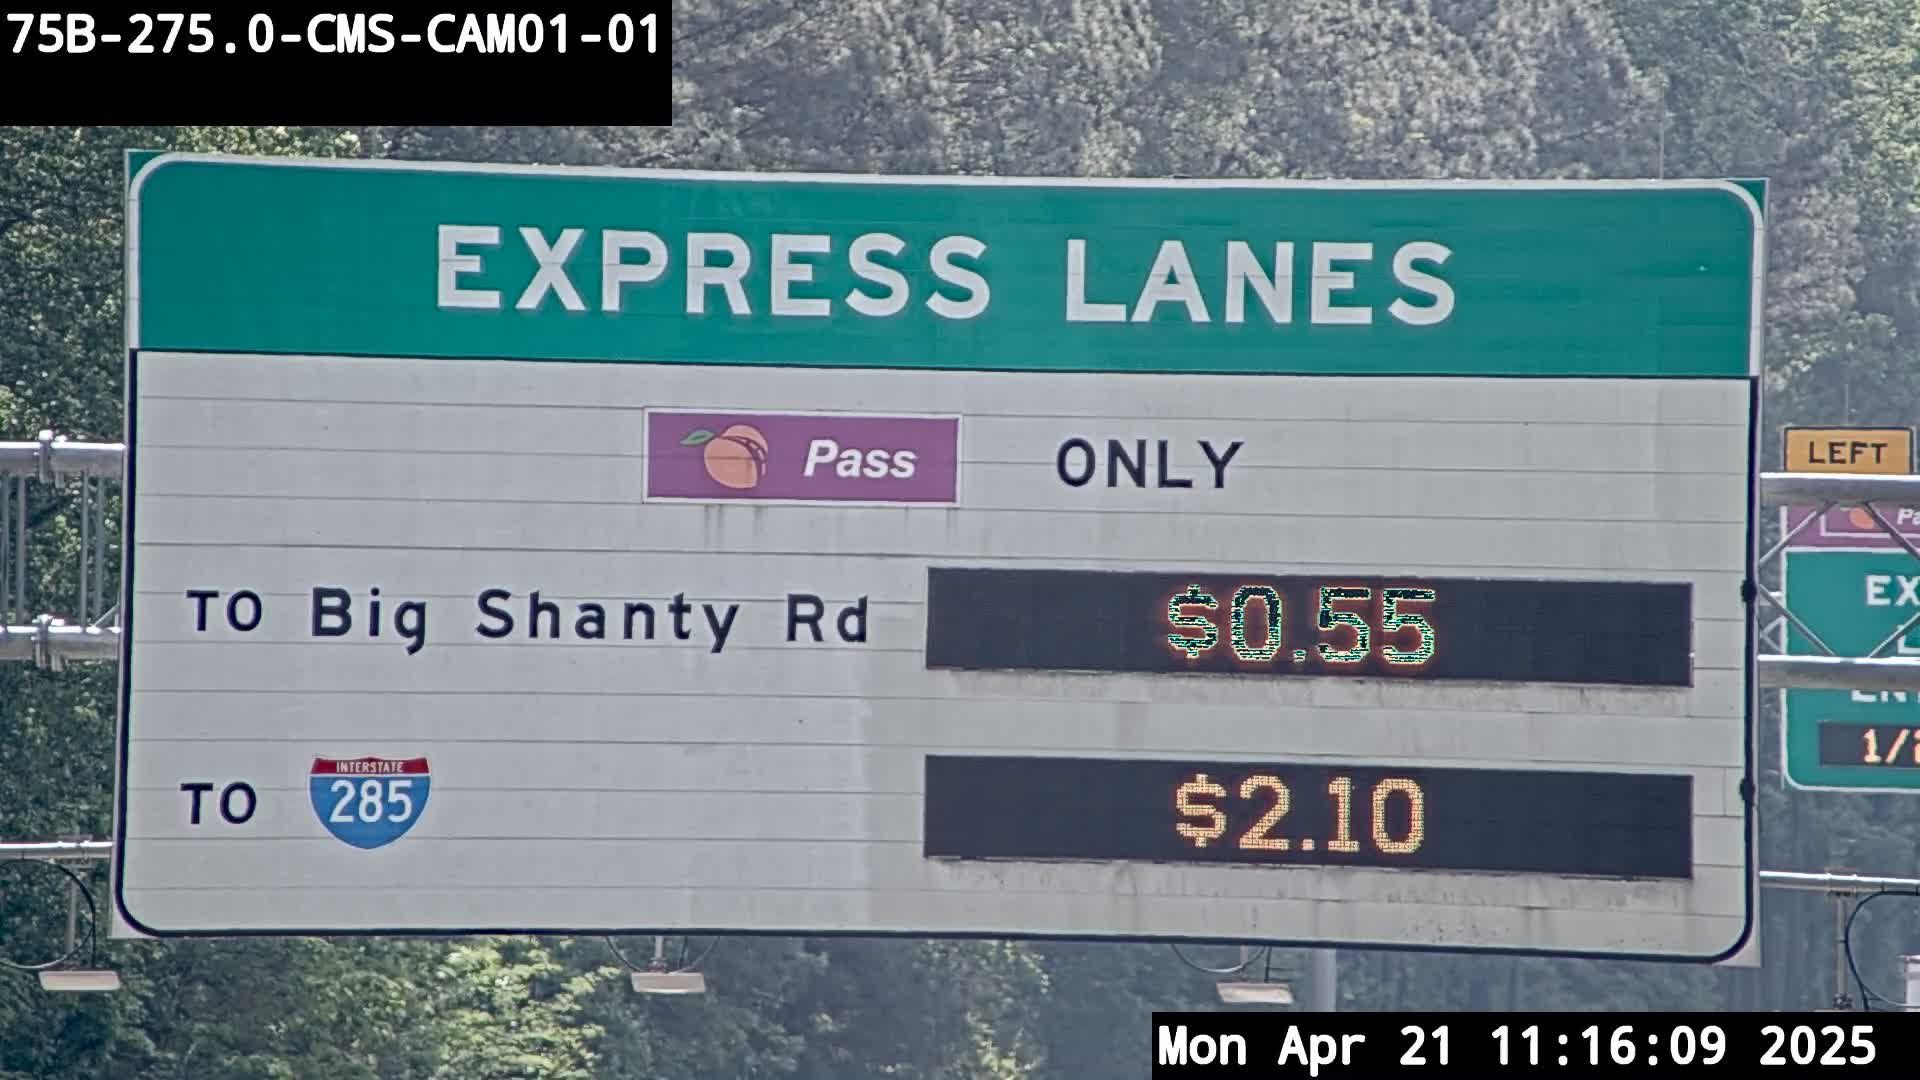 75B-275.0-CMS-CAM01-01
EXPRESS LANES
Pass ONLY
LEFT
TO Big Shanty Rd $0.55
TO INTERSTATE 285 $2.10
Mon Apr 21 11:16:09 2025